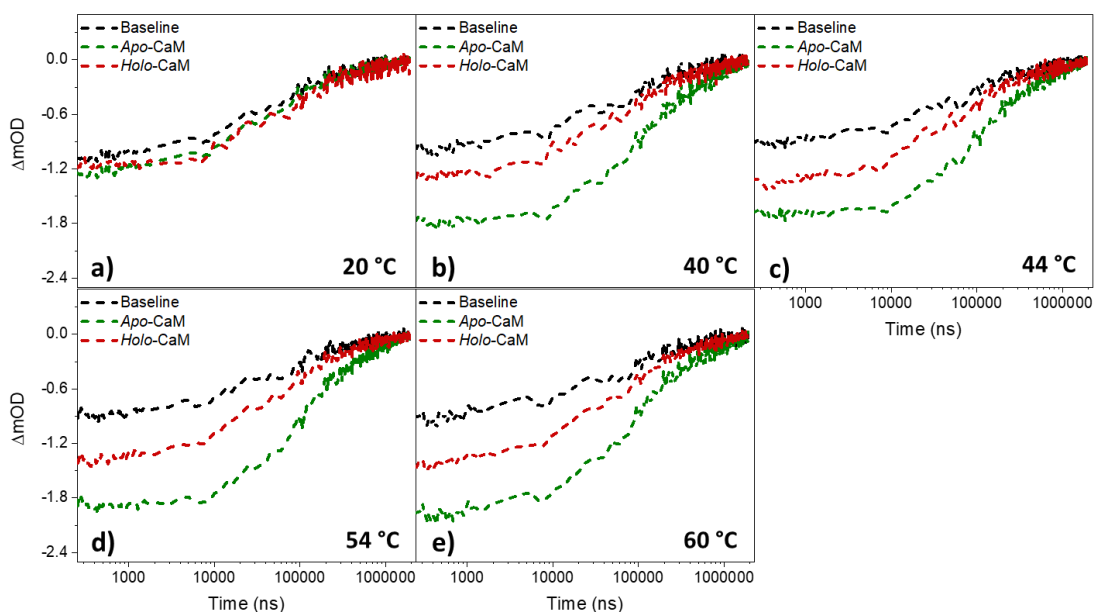 Baseline
Apo-CaM
Holo-CaM
Baseline
Apo-CaM
Holo-CaM
Baseline
Apo-CaM
Holo-CaM
0.0
-0.6
-1.2
-1.8
-2.4
ΔmOD
a)
20 °C
b)
40 °C
c)
44 °C
1000
10000
100000
1000000
Time (ns)
Baseline
Apo-CaM
Holo-CaM
Baseline
Apo-CaM
Holo-CaM
0.0
-0.6
-1.2
-1.8
-2.4
ΔmOD
d)
54 °C
e)
60 °C
1000
10000
100000
1000000
1000
10000
100000
1000000
Time (ns)
Time (ns)